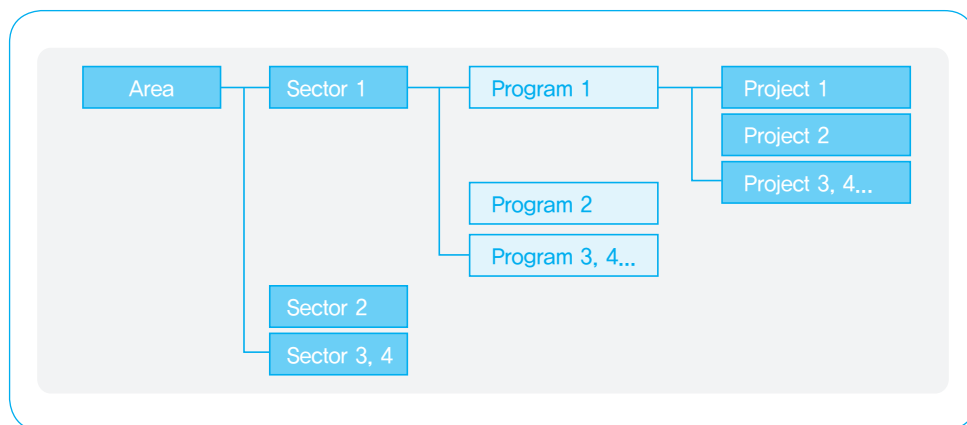 Area
Sector 1
Program 1
Project 1
Project 2
Project 3, 4...
Program 2
Program 3, 4...
Sector 2
Sector 3, 4